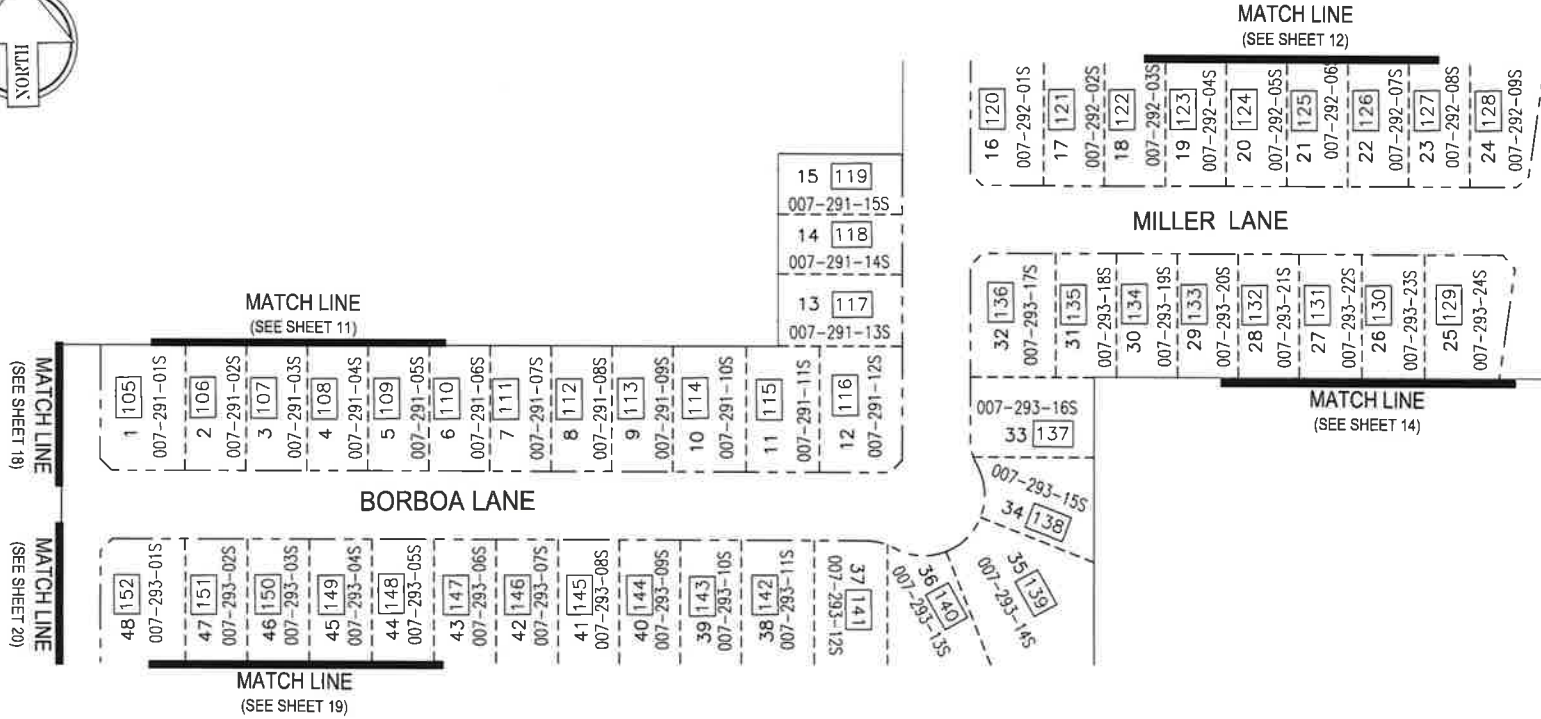 NORTH
MATCH LINE
(SEE SHEET 12)
16 120
007-292-01S
17 121
007-292-02S
18 122
007-292-03S
19 123
007-292-04S
20 124
007-292-05S
21 125
007-292-06S
22 126
007-292-07S
23 127
007-292-08S
24 128
007-292-09S
15 119
007-291-15S
14 118
007-291-14S
13 117
007-291-13S
MILLER LANE
32 136
007-293-17S
31 135
007-293-18S
30 134
007-293-19S
29 133
007-293-20S
28 132
007-293-21S
27 131
007-293-22S
26 130
007-293-23S
25 129
007-293-24S
MATCH LINE
(SEE SHEET 14)
MATCH LINE
(SEE SHEET 11)
MATCH LINE
(SEE SHEET 18)
1 105
007-291-01S
2 106
007-291-02S
3 107
007-291-03S
4 108
007-291-04S
5 109
007-291-05S
6 110
007-291-06S
7 111
007-291-07S
8 112
007-291-08S
9 113
007-291-09S
10 114
007-291-10S
11 115
007-291-11S
12 116
007-291-12S
007-293-16S
33 137
007-293-15S
34 138
35 139
007-293-14S
36 140
007-293-13S
BORBOA LANE
MATCH LINE
(SEE SHEET 20)
48 152
007-293-01S
47 151
007-293-02S
46 150
007-293-03S
45 149
007-293-04S
44 148
007-293-05S
43 147
007-293-06S
42 146
007-293-07S
41 145
007-293-08S
40 144
007-293-09S
39 143
007-293-10S
38 142
007-293-11S
37 141
007-293-12S
MATCH LINE
(SEE SHEET 19)